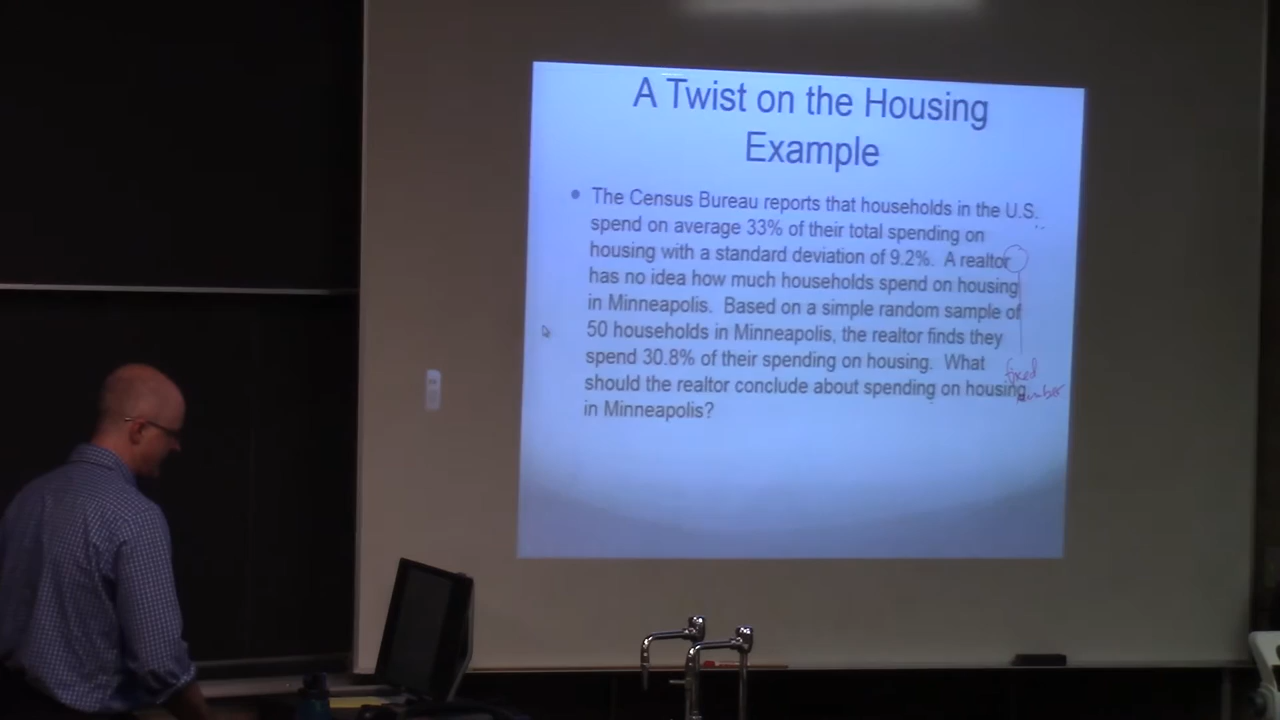 A Twist on the Housing
Example
• The Census Bureau reports that households in the U.S.
spend on average 33% of their total spending on
housing with a standard deviation of 9.2%. A realtor
has no idea how much households spend on housing
in Minneapolis. Based on a simple random sample of
50 households in Minneapolis, the realtor finds they
spend 30.8% of their spending on housing. What
should the realtor conclude about spending on housing
in Minneapolis?
fixed
number